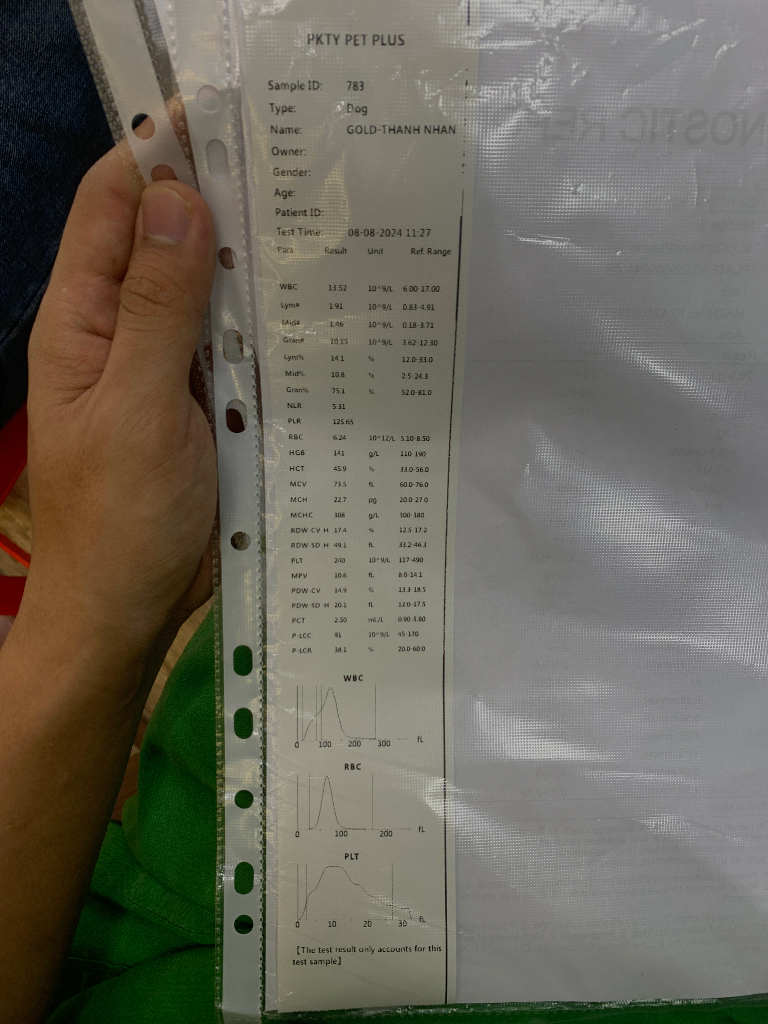 PKTY PET PLUS
Sample ID: 783
Type: Dog
Name: GOLD-THANH NHAN
Owner:
Gender:
Age:
Patient ID:
Test Time: 08-08-2024 11:27
Para. Result Unit Ref. Range
WBC 13.52 10^9/L 6.00-17.00
Lym# 1.91 10^9/L 0.83-4.91
Mid# 1.46 10^9/L 0.18-3.71
Gran# 10.15 10^9/L 3.62-12.30
Lym% 14.1 % 12.0-33.0
Mid% 10.8 % 2.5-24.3
Gran% 75.1 % 52.0-81.0
NLR 5.31
PLR 125.65
RBC 6.24 10^12/L 5.10-8.50
HGB 141 g/L 110-190
HCT 45.9 % 33.0-56.0
MCV 73.5 fL 60.0-76.0
MCH 22.7 pg 20.0-27.0
MCHC 308 g/L 300-380
RDW-CV H 17.4 % 12.5-17.2
RDW-SD H 49.1 fL 33.2-46.3
PLT 240 10^9/L 117-490
MPV 10.6 fL 8.0-14.1
PDW-CV 14.9 % 13.3-18.5
PDW-SD H 20.1 fL 12.0-17.5
PCT 2.50 mL/L 0.90-5.80
P-LCC 91 10^9/L 45-170
P-LCR 38.1 % 20.0-60.0
WBC
0 100 200 300 fL
RBC
0 100 200 fL
PLT
0 10 20 30 fL
【The test result only accounts for this
test sample】